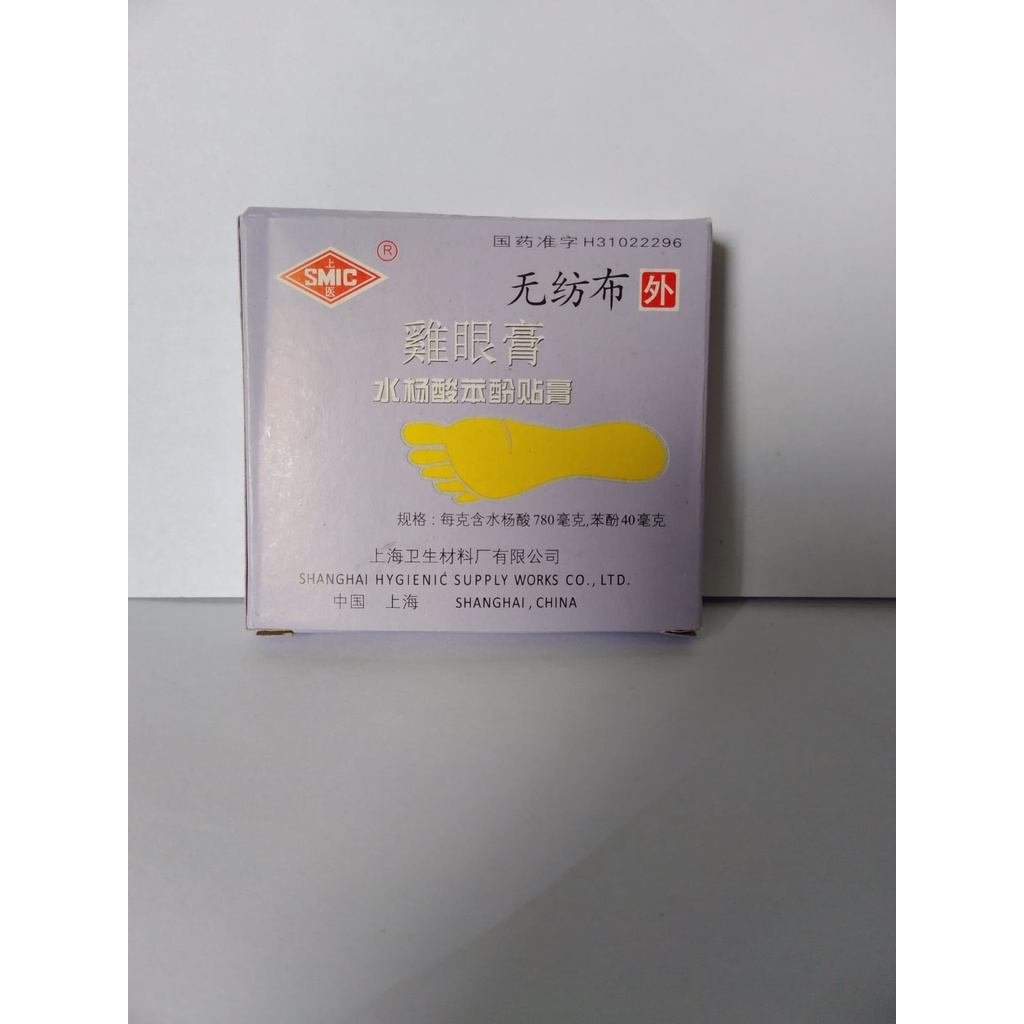 国药准字H31022296
上
SMIC
医
®
无纺布 外
雞眼膏
水杨酸苯酚贴膏
规格：每克含水杨酸780毫克,苯酚40毫克
上海卫生材料厂有限公司
SHANGHAI HYGIENIC SUPPLY WORKS CO., LTD.
中国 上海 SHANGHAI, CHINA